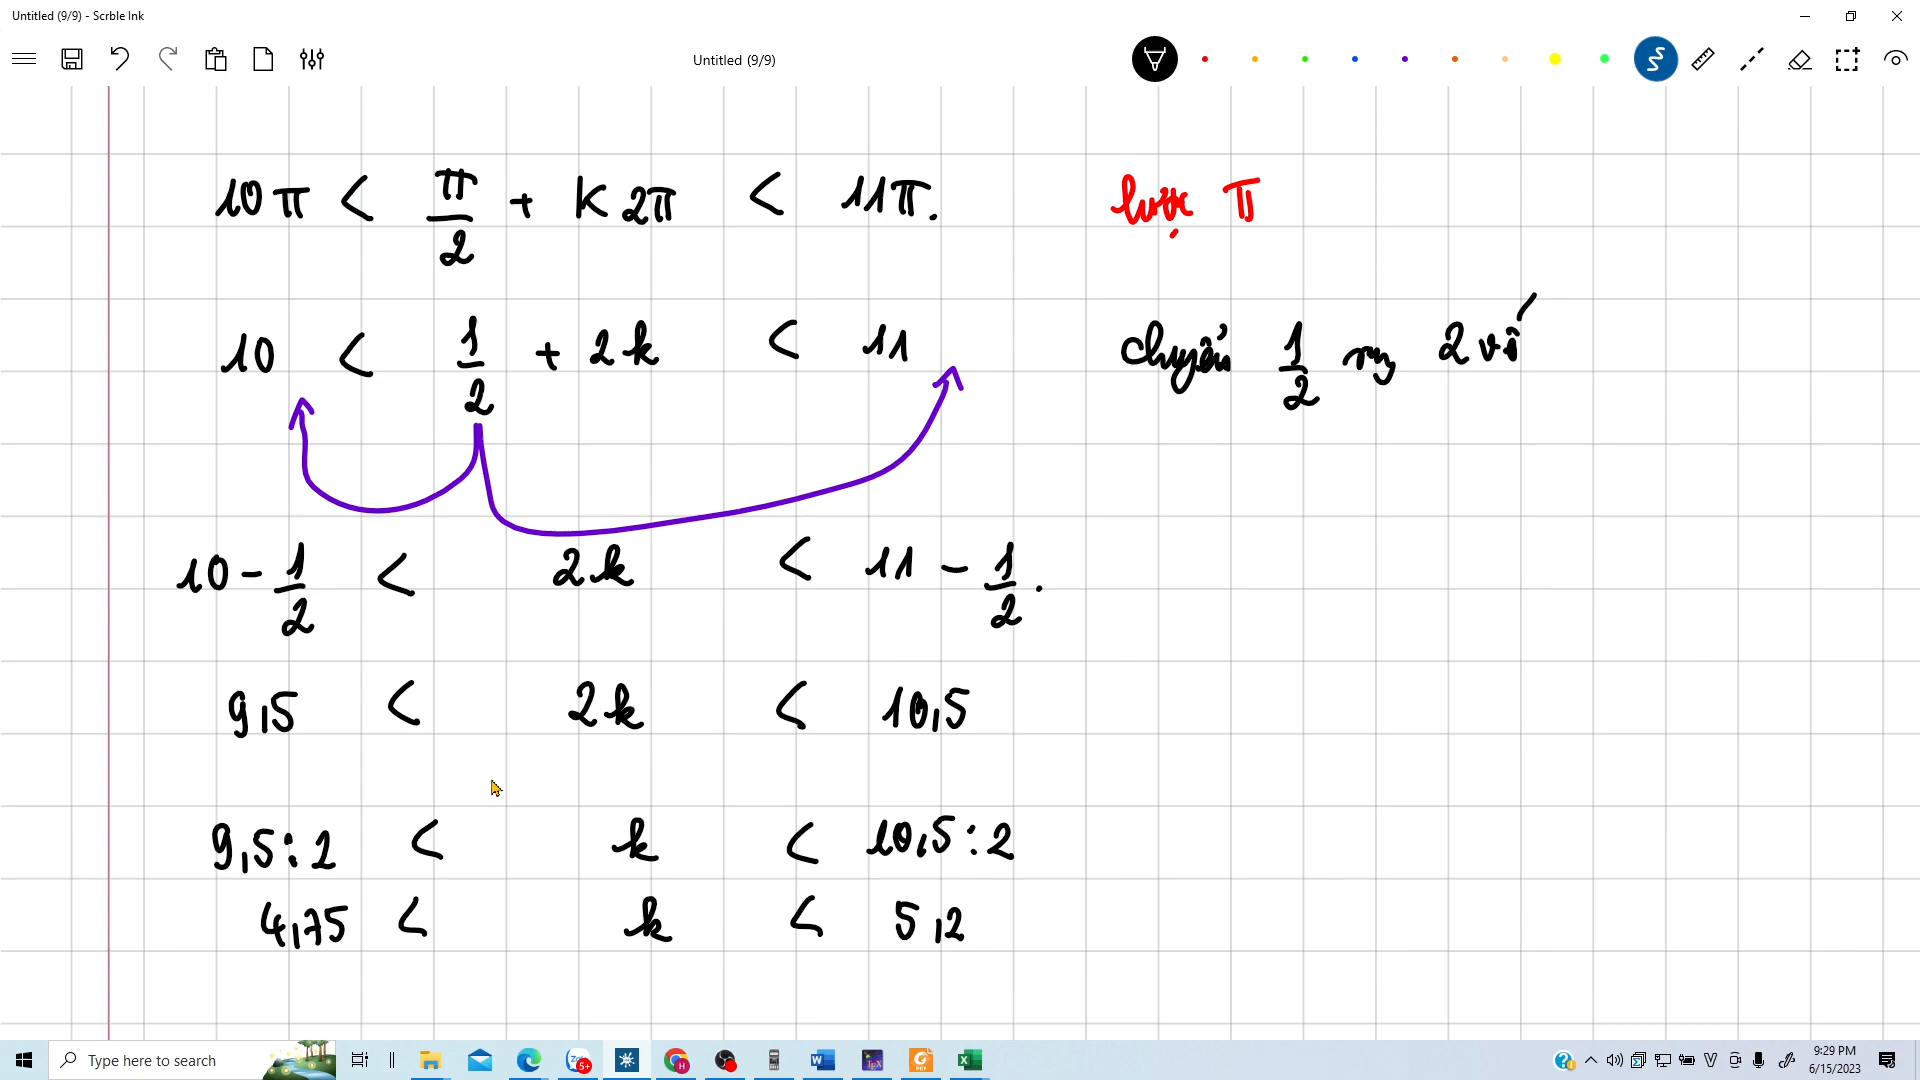 Untitled (9/9) - Scrble Ink
Untitled (9/9)
10π < π/2 + K2π < 11π. lược π
10 < 1/2 + 2k < 11 chuyển 1/2 sang 2 vế
10 - 1/2 < 2k < 11 - 1/2.
9,5 < 2k < 10,5
9,5:2 < k < 10,5:2
4,75 < k < 5,2
Type here to search
9:29 PM
6/15/2023